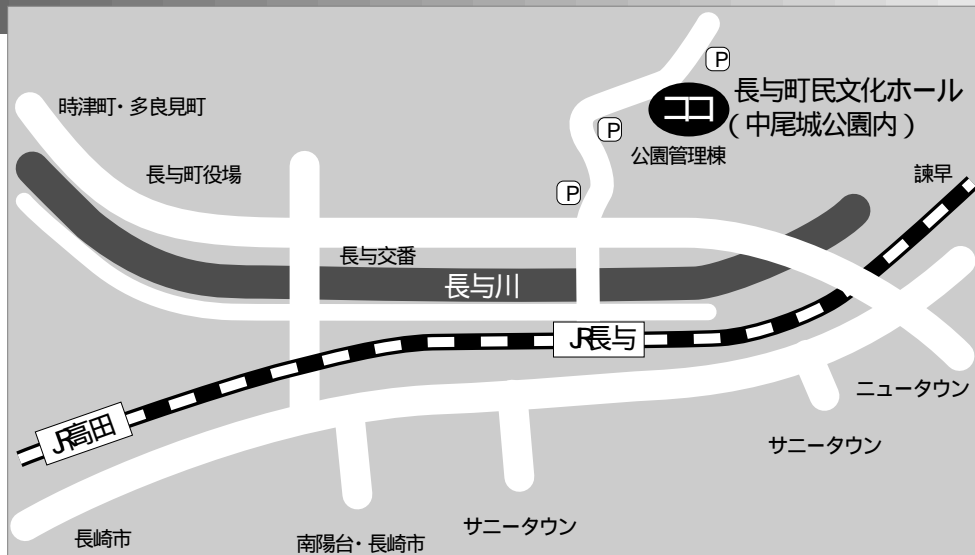 P
長与町民文化ホール
(中尾城公園内)
時津町・多良見町
P
公園管理棟
長与町役場
諫早
P
長与交番
長与川
JR長与
ニュータウン
JR高田
サニータウン
サニータウン
長崎市
南陽台・長崎市